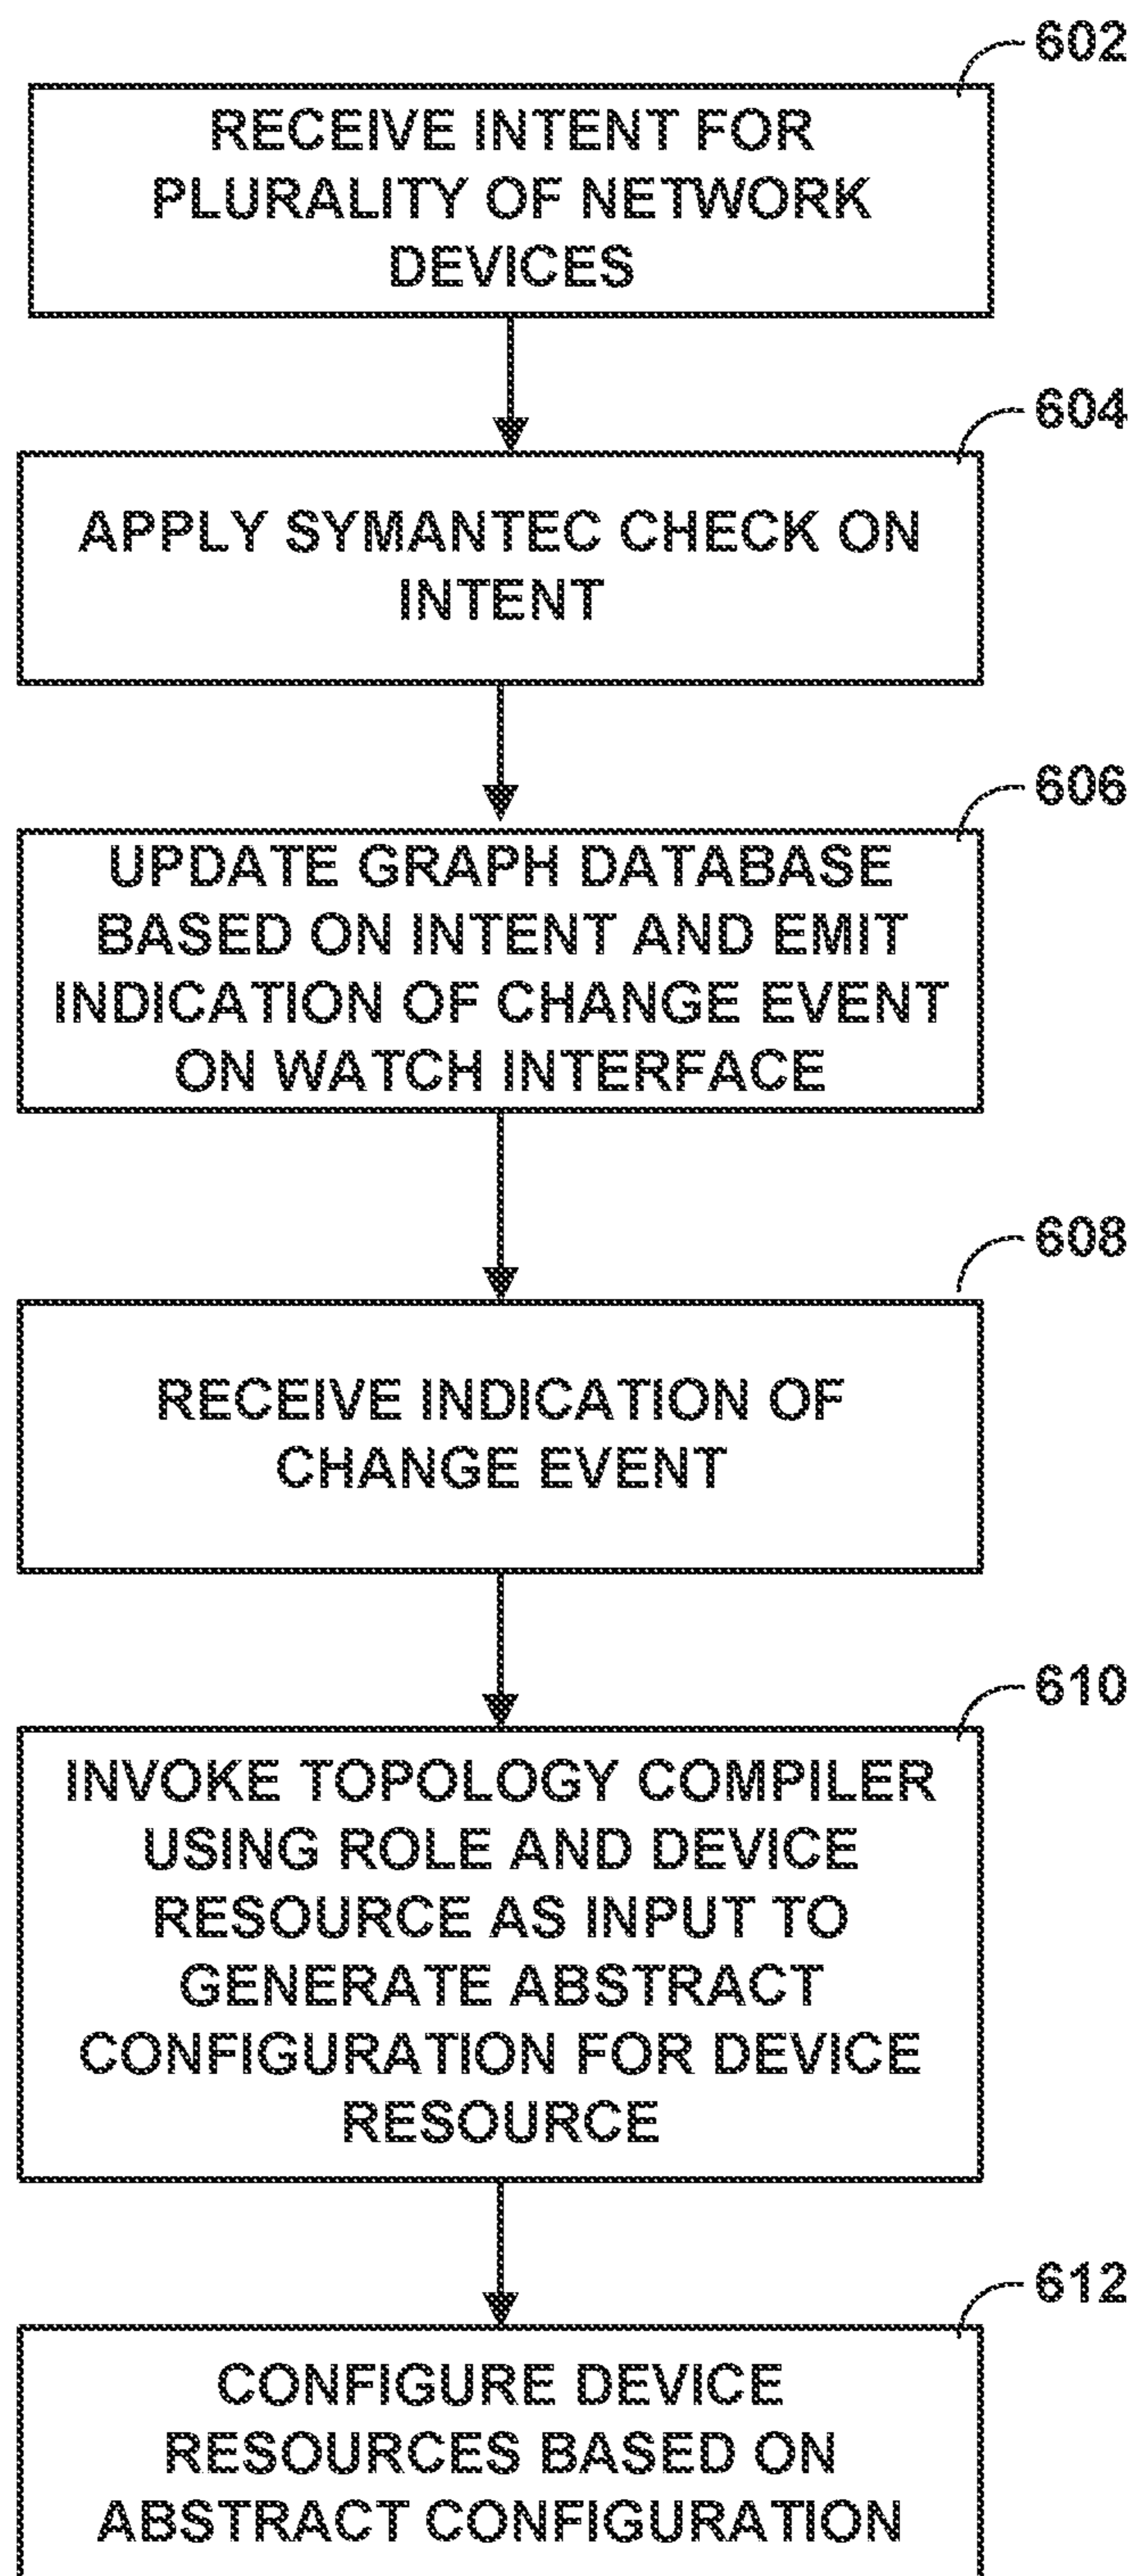 602
RECEIVE INTENT FOR
PLURALITY OF NETWORK
DEVICES
604
APPLY SYMANTEC CHECK ON
INTENT
606
UPDATE GRAPH DATABASE
BASED ON INTENT AND EMIT
INDICATION OF CHANGE EVENT
ON WATCH INTERFACE
608
RECEIVE INDICATION OF
CHANGE EVENT
610
INVOKE TOPOLOGY COMPILER
USING ROLE AND DEVICE
RESOURCE AS INPUT TO
GENERATE ABSTRACT
CONFIGURATION FOR DEVICE
RESOURCE
612
CONFIGURE DEVICE
RESOURCES BASED ON
ABSTRACT CONFIGURATION